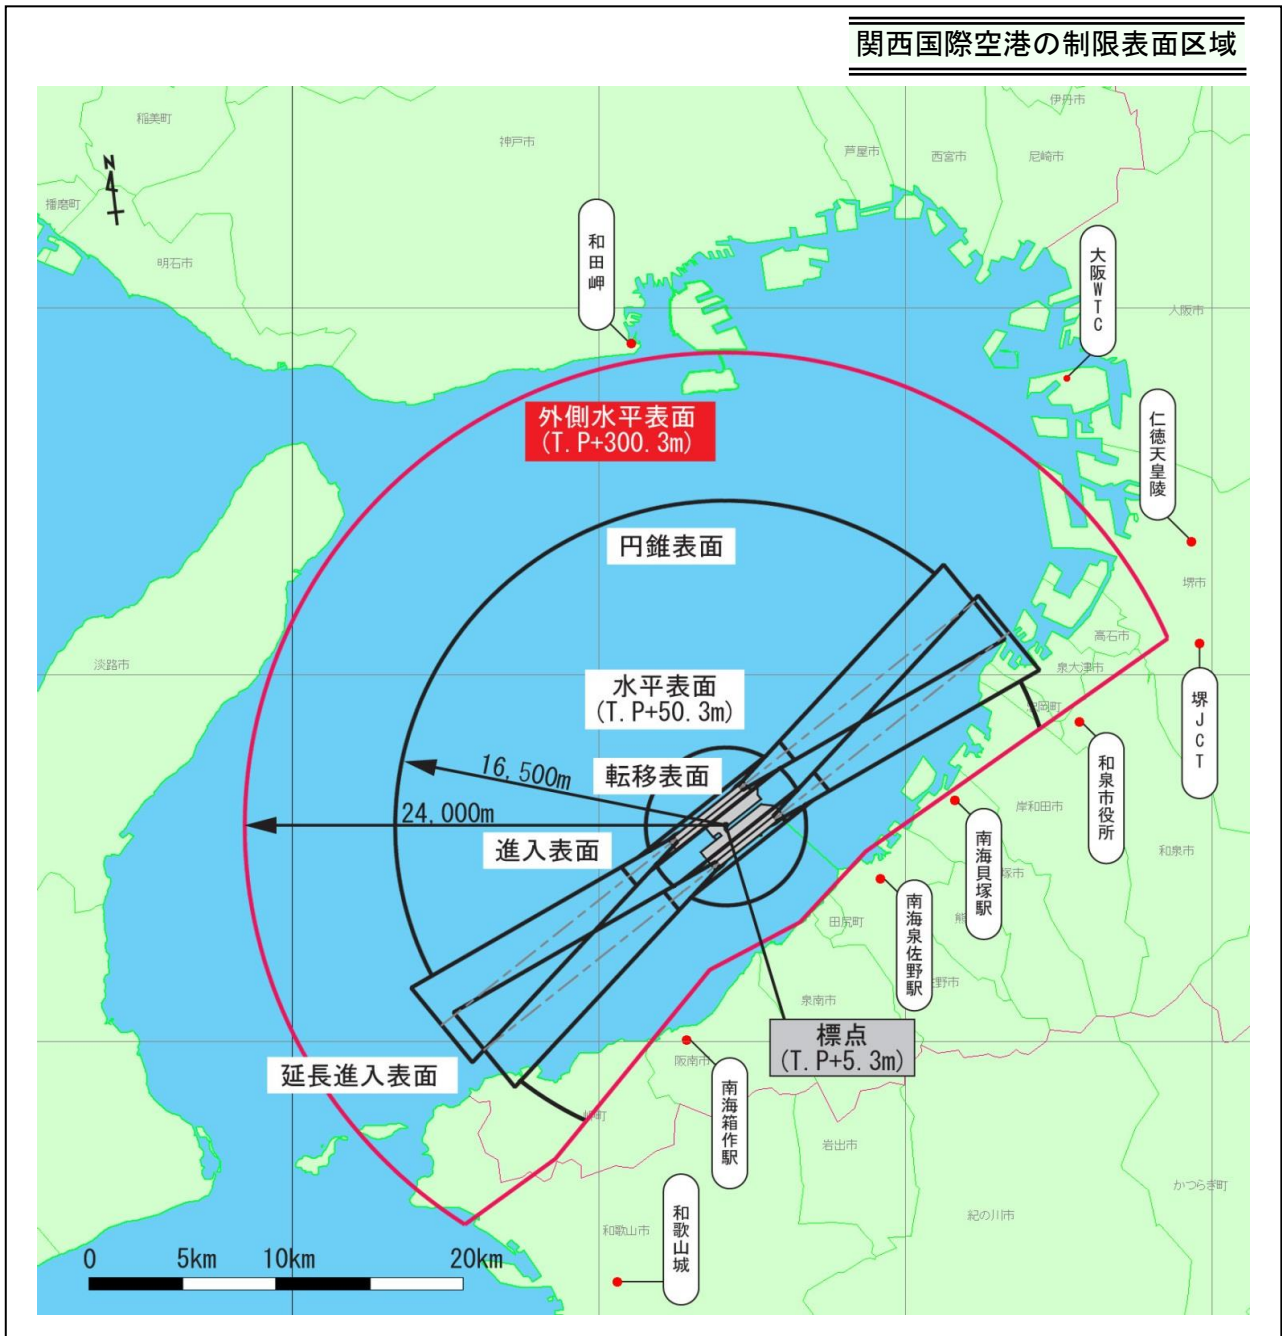 関西国際空港の制限表面区域
伊丹市
稲美町
神戸市
芦屋市
西宮市
尼崎市
N
播磨町
和田岬
大阪WTC
明石市
大阪市
外側水平表面
(T.P+300.3m)
仁徳天皇陵
円錐表面
堺市
高石市
淡路市
泉大津市
水平表面
(T.P+50.3m)
堺JCT
和泉市役所
16,500m
転移表面
24,000m
岸和田市
進入表面
和泉市
南海貝塚駅
塚市
南海泉佐野駅
田尻町
熊
野市
泉南市
標点
(T.P+5.3m)
阪南市
延長進入表面
南海箱作駅
岬町
岩出市
かつらぎ町
和歌山城
紀の川市
和歌山市
0 5km 10km 20km